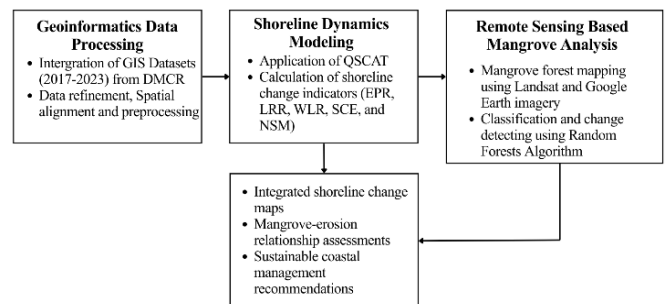 Geoinformatics Data
Processing
• Intergration of GIS Datasets
(2017-2023) from DMCR
• Data refinement, Spatial
alignment and preprocessing
Shoreline Dynamics
Modeling
• Application of QSCAT
• Calculation of shoreline
change indicators (EPR,
LRR, WLR, SCE, and
NSM)
Remote Sensing Based
Mangrove Analysis
• Mangrove forest mapping
using Landsat and Google
Earth imagery
• Classification and change
detecting using Random
Forests Algorithm
• Integrated shoreline change
maps
• Mangrove-erosion
relationship assessments
• Sustainable coastal
management
recommendations